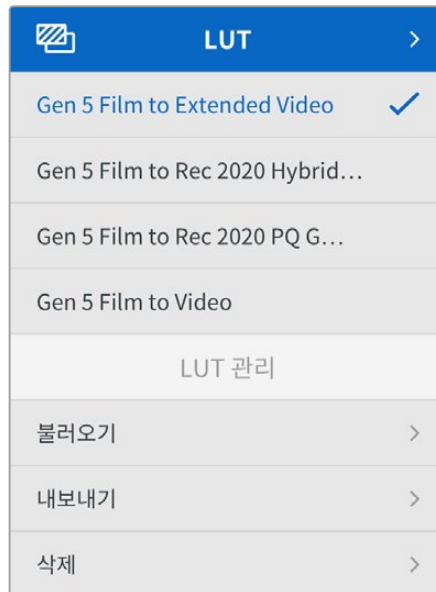 LUT
Gen 5 Film to Extended Video
Gen 5 Film to Rec 2020 Hybrid...
Gen 5 Film to Rec 2020 PQ G...
Gen 5 Film to Video
LUT 관리
불러오기
내보내기
삭제